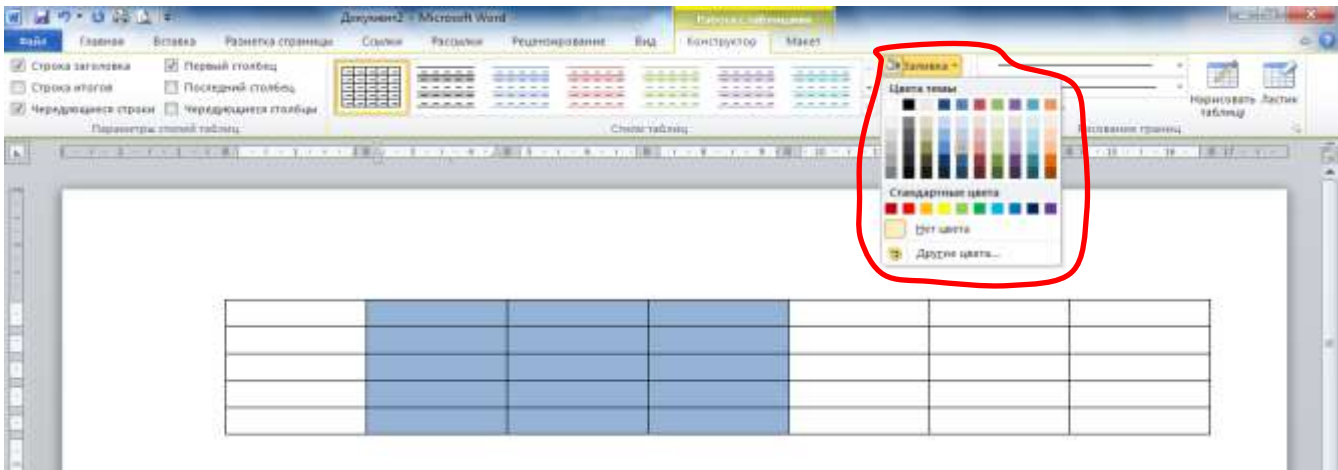 Документ2 - Microsoft Word
Работа с таблицами
Файл Главная Вставка Разметка страницы Ссылки Рассылки Рецензирование Вид Конструктор Макет
Строка заголовка Первый столбец
Строка итогов Последний столбец
Чередующиеся строки Чередующиеся столбцы
Параметры стилей таблиц
Стили таблиц
Заливка
Цвета темы
Стандартные цвета
Нет цвета
Другие цвета...
Нарисовать таблицу
Ластик
Рисование границ